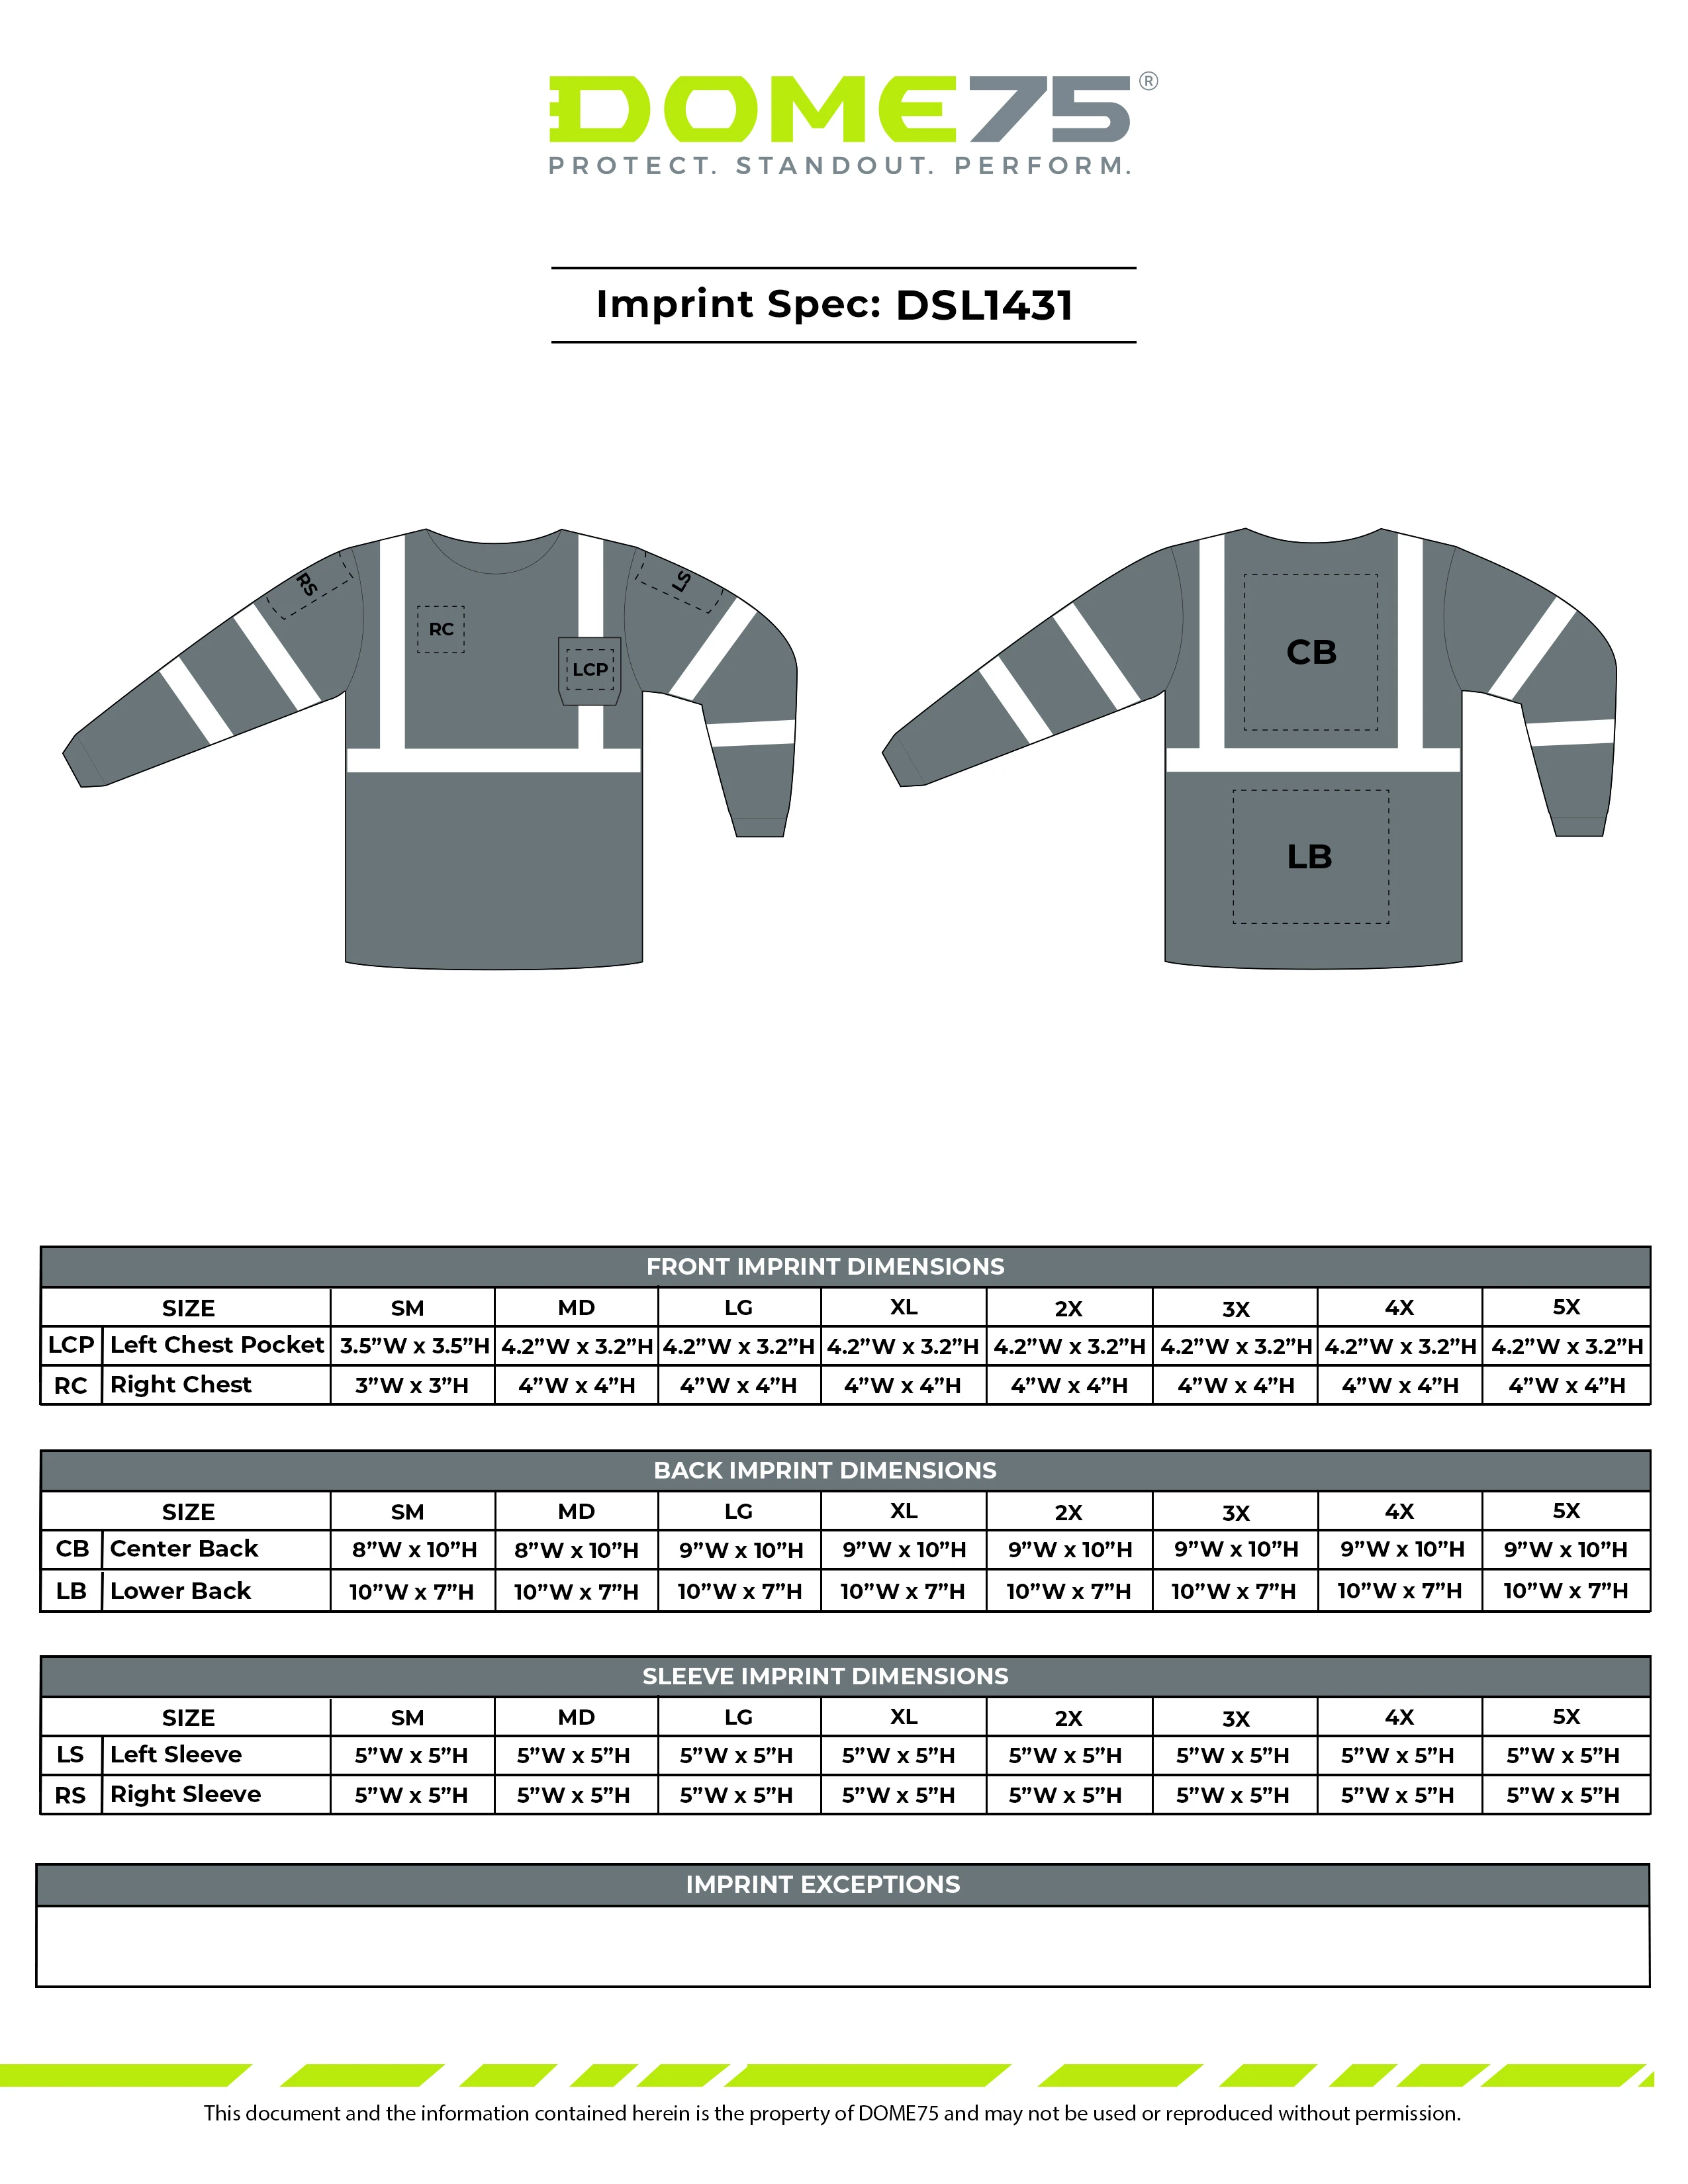 DOME75®
PROTECT. STANDOUT. PERFORM.
Imprint Spec: DSL1431
RS
RC
LCP
LS
CB
LB
FRONT IMPRINT DIMENSIONS
SIZE SM MD LG XL 2X 3X 4X 5X
LCP Left Chest Pocket 3.5”W x 3.5”H 4.2”W x 3.2”H 4.2”W x 3.2”H 4.2”W x 3.2”H 4.2”W x 3.2”H 4.2”W x 3.2”H 4.2”W x 3.2”H 4.2”W x 3.2”H
RC Right Chest 3”W x 3”H 4”W x 4”H 4”W x 4”H 4”W x 4”H 4”W x 4”H 4”W x 4”H 4”W x 4”H 4”W x 4”H
BACK IMPRINT DIMENSIONS
SIZE SM MD LG XL 2X 3X 4X 5X
CB Center Back 8”W x 10”H 8”W x 10”H 9”W x 10”H 9”W x 10”H 9”W x 10”H 9”W x 10”H 9”W x 10”H 9”W x 10”H
LB Lower Back 10”W x 7”H 10”W x 7”H 10”W x 7”H 10”W x 7”H 10”W x 7”H 10”W x 7”H 10”W x 7”H 10”W x 7”H
SLEEVE IMPRINT DIMENSIONS
SIZE SM MD LG XL 2X 3X 4X 5X
LS Left Sleeve 5”W x 5”H 5”W x 5”H 5”W x 5”H 5”W x 5”H 5”W x 5”H 5”W x 5”H 5”W x 5”H 5”W x 5”H
RS Right Sleeve 5”W x 5”H 5”W x 5”H 5”W x 5”H 5”W x 5”H 5”W x 5”H 5”W x 5”H 5”W x 5”H 5”W x 5”H
IMPRINT EXCEPTIONS
This document and the information contained herein is the property of DOME75 and may not be used or reproduced without permission.